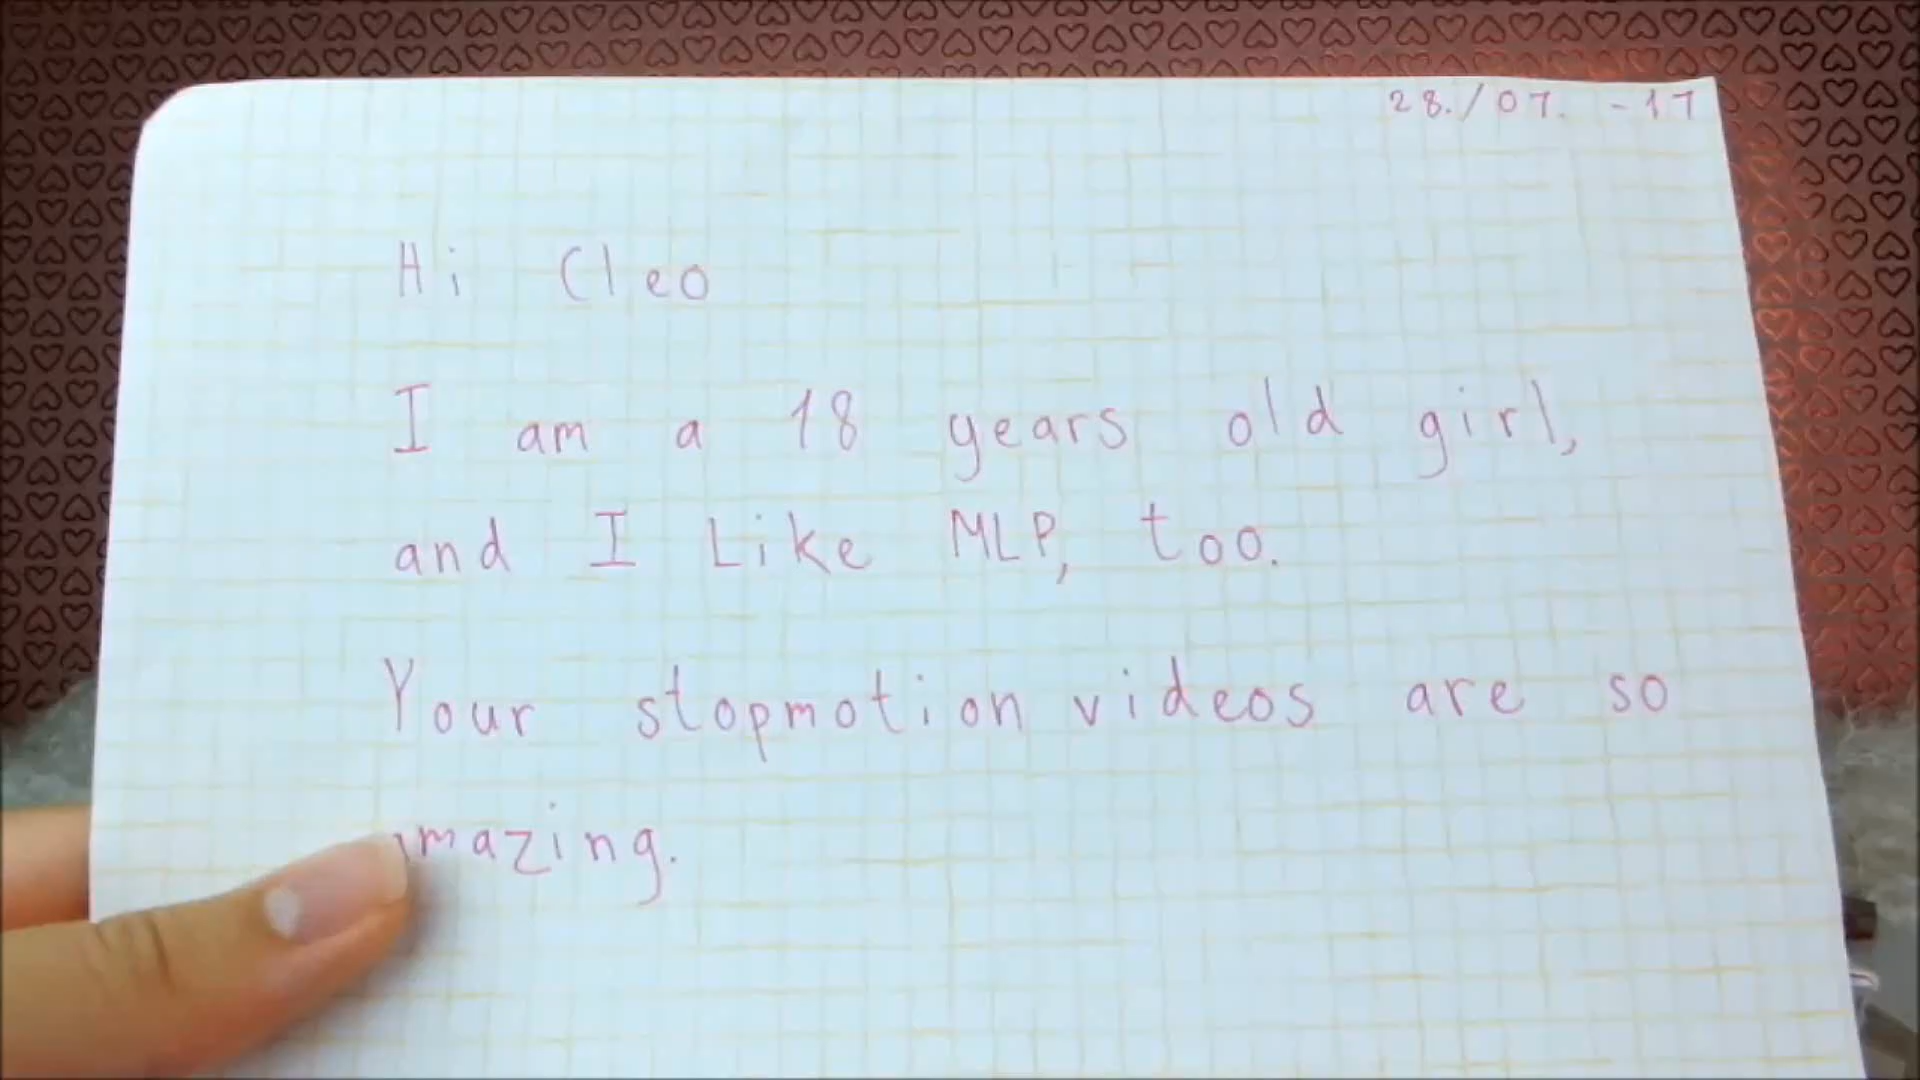 28./07. -17
Hi Cleo
I am a 18 years old girl,
and I Like MLP, too.
Your stopmotion videos are so
amazing.